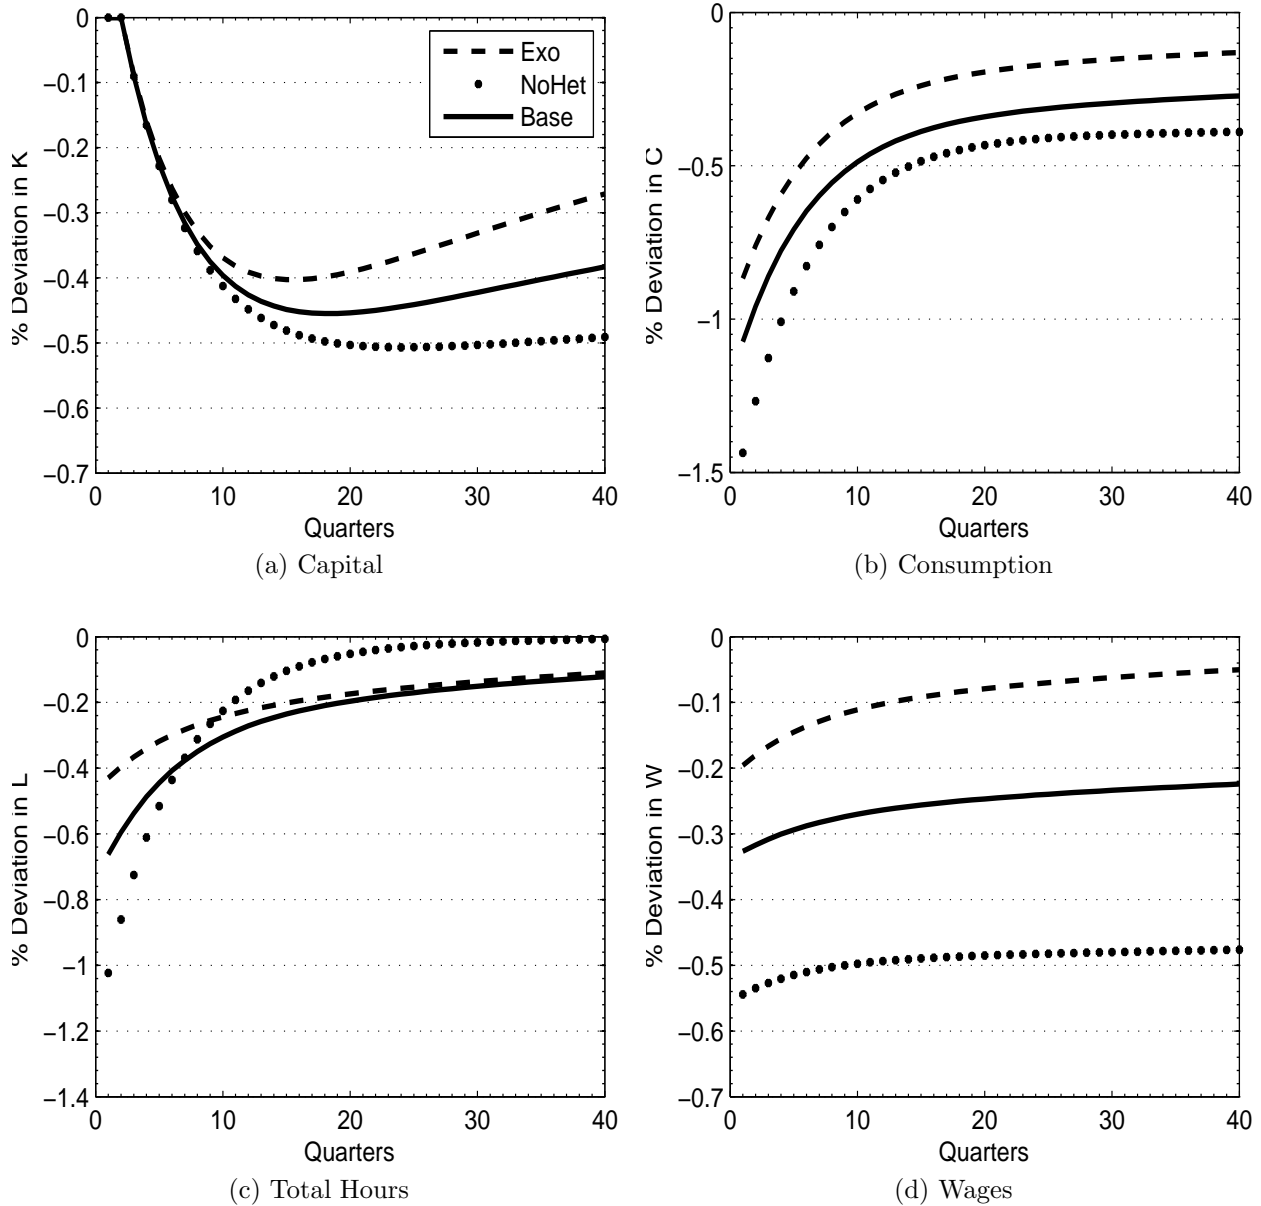 0
−0.1
−0.2
−0.3
−0.4
−0.5
−0.6
−0.7
% Deviation in K
Exo
NoHet
Base
0 10 20 30 40
Quarters
(a) Capital
0
−0.5
−1
−1.5
% Deviation in C
0 10 20 30 40
Quarters
(b) Consumption
0
−0.2
−0.4
−0.6
−0.8
−1
−1.2
−1.4
% Deviation in L
0 10 20 30 40
Quarters
(c) Total Hours
0
−0.1
−0.2
−0.3
−0.4
−0.5
−0.6
−0.7
% Deviation in W
0 10 20 30 40
Quarters
(d) Wages